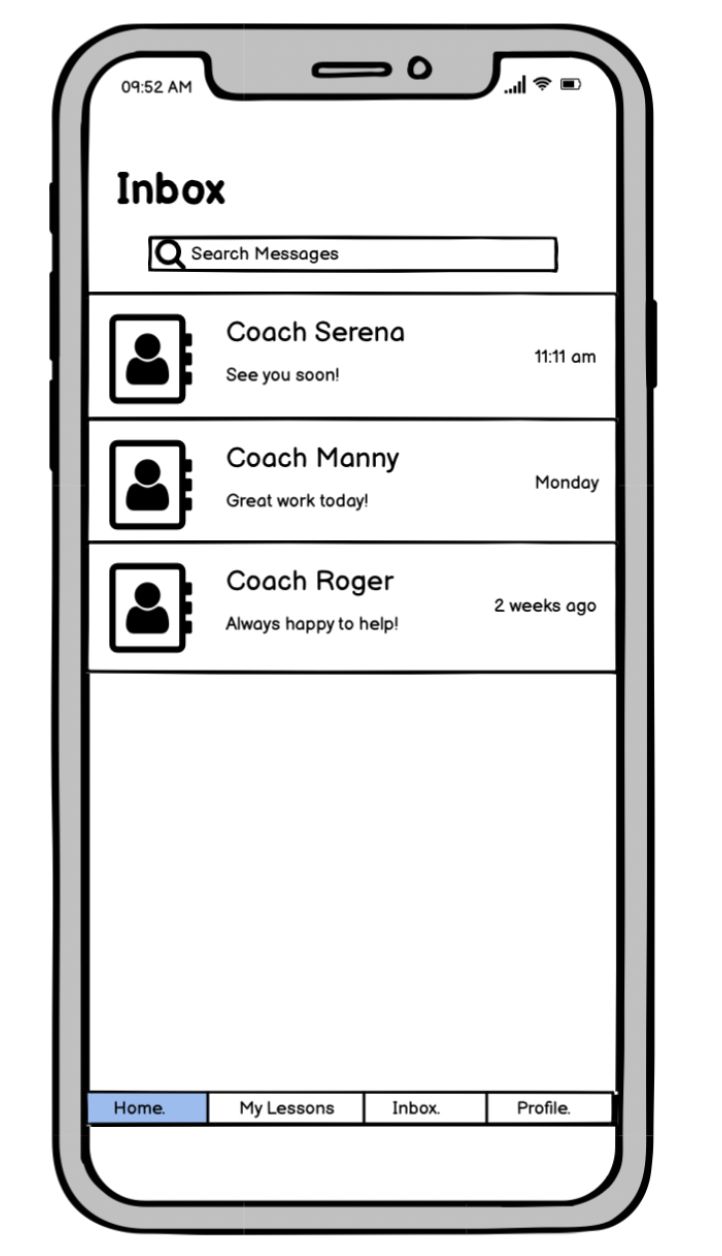 09:52 AM
Inbox
Search Messages
Coach Serena
See you soon!
11:11 am
Coach Manny
Great work today!
Monday
Coach Roger
Always happy to help!
2 weeks ago
Home. My Lessons Inbox. Profile.